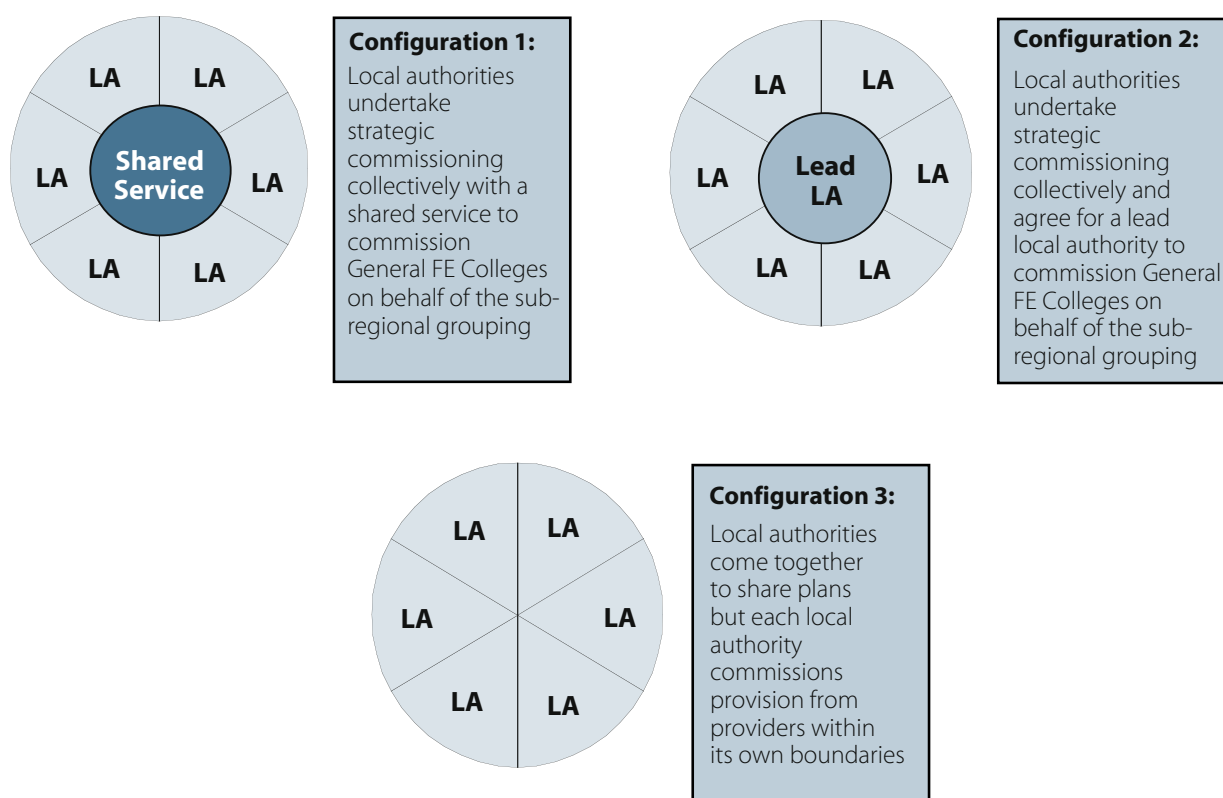 LA
LA
LA
Shared
Service
LA
LA
LA
Configuration 1:
Local authorities
undertake
strategic
commissioning
collectively with a
shared service to
commission
General FE Colleges
on behalf of the sub-
regional grouping
LA
LA
LA
Lead
LA
LA
LA
LA
Configuration 2:
Local authorities
undertake
strategic
commissioning
collectively and
agree for a lead
local authority to
commission General
FE Colleges on
behalf of the sub-
regional grouping
LA
LA
LA
LA
LA
LA
Configuration 3:
Local authorities
come together
to share plans
but each local
authority
commissions
provision from
providers within
its own boundaries